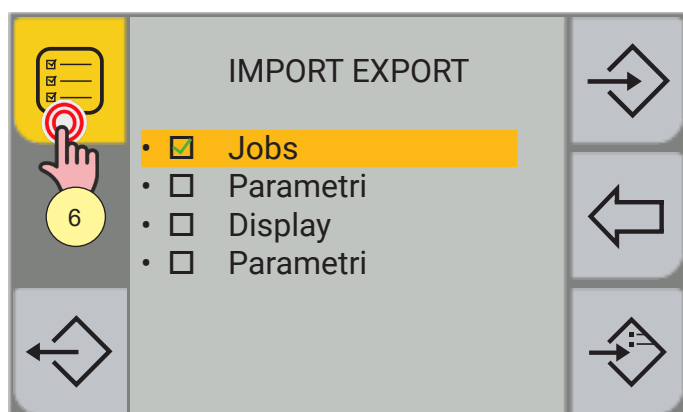 IMPORT EXPORT
• Jobs
• Parametri
• Display
• Parametri
6